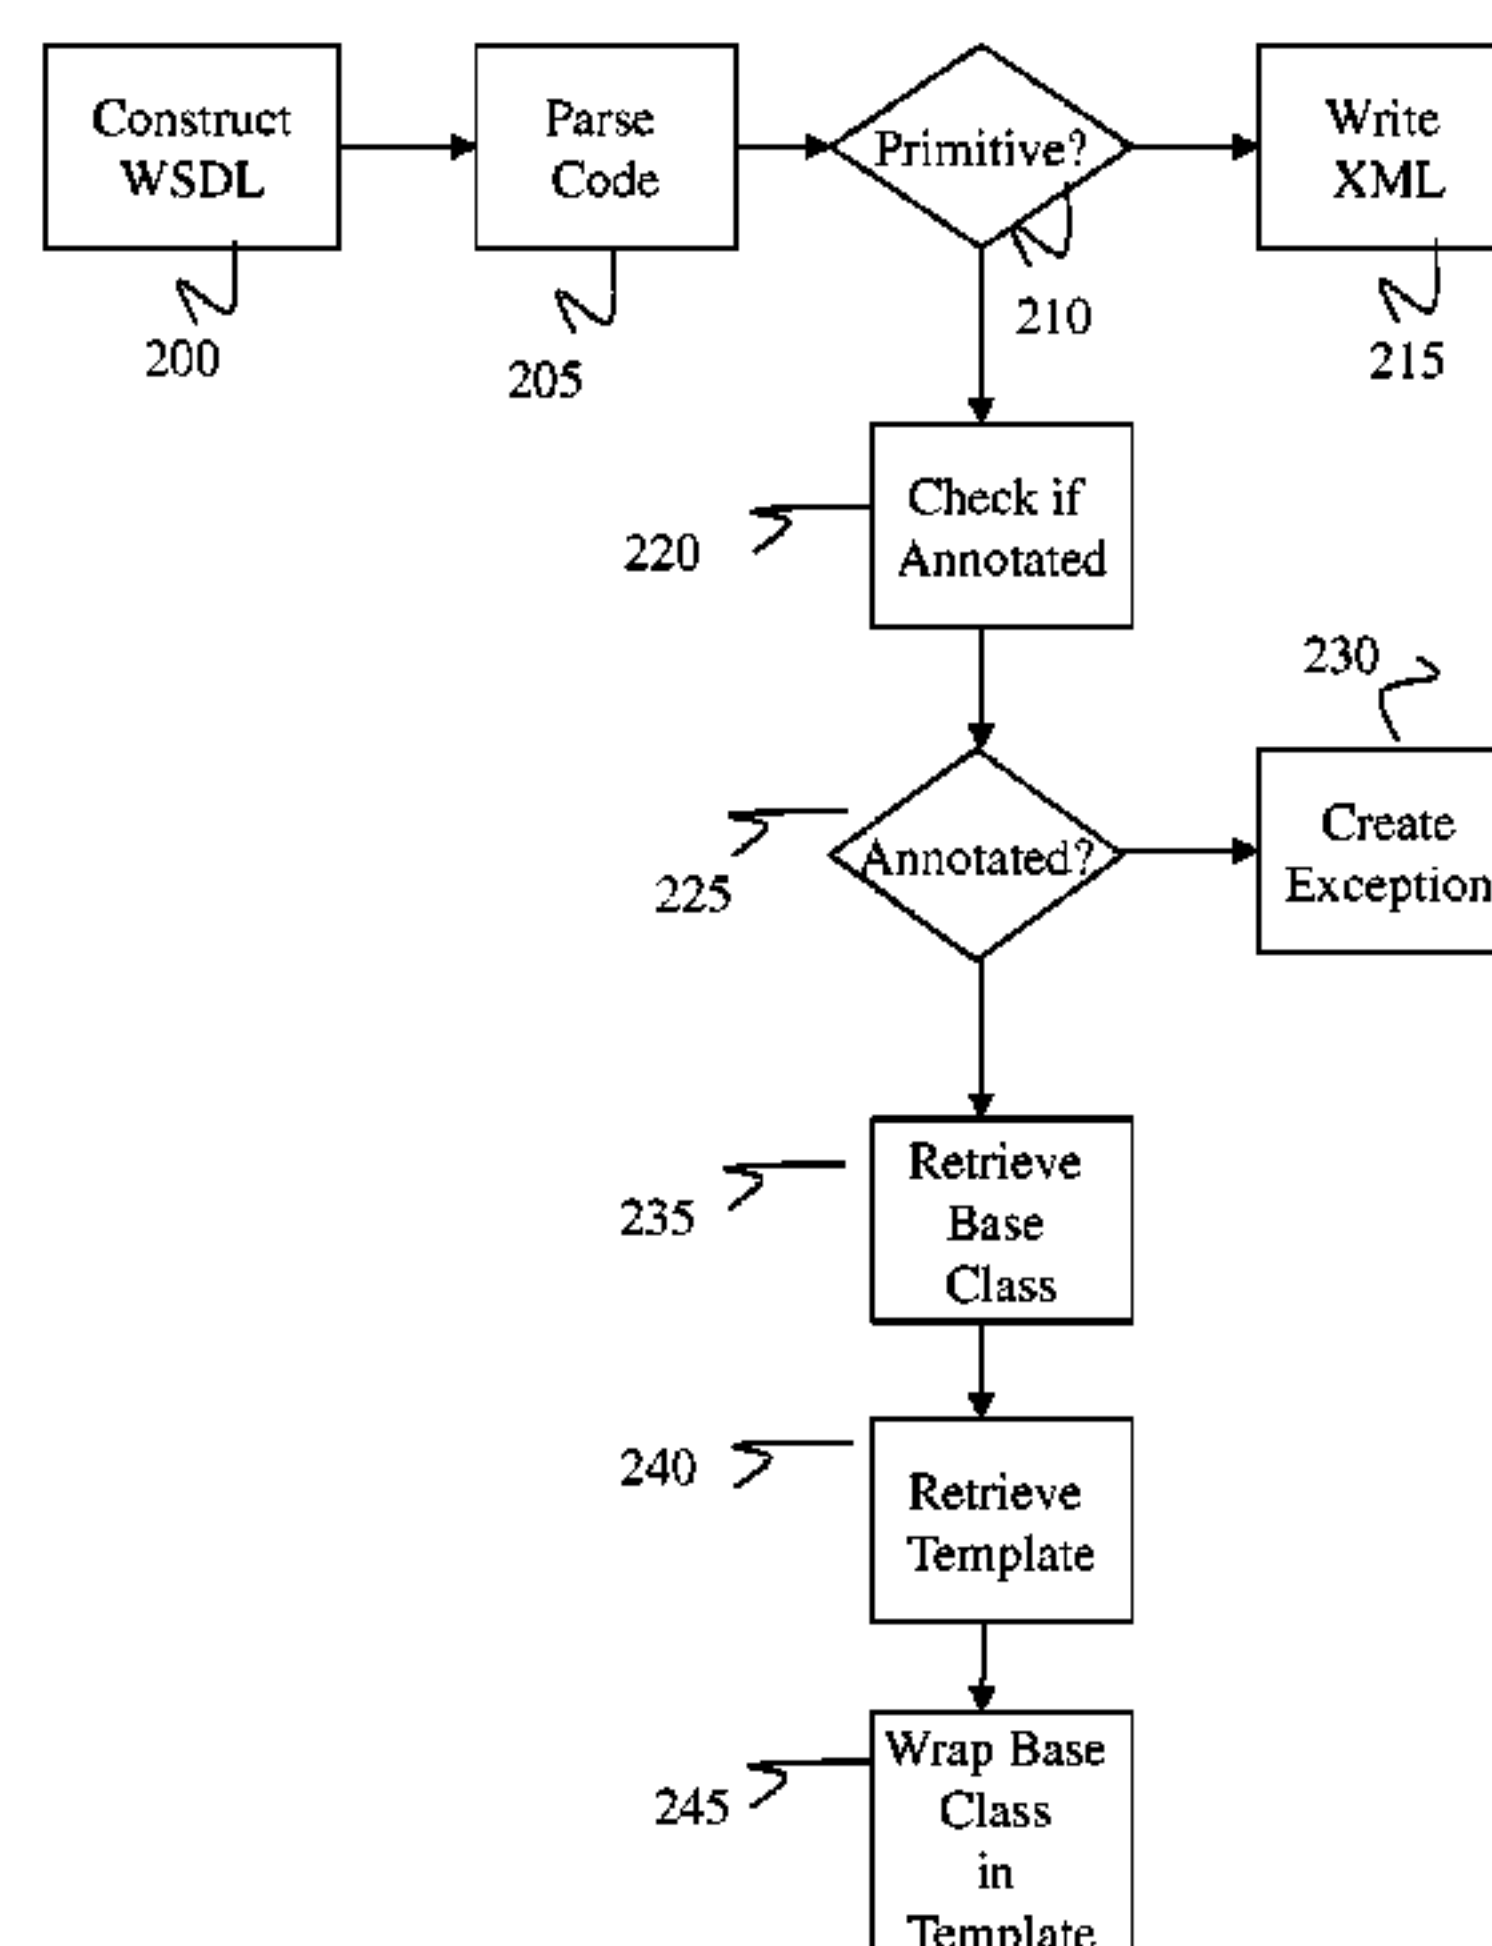 Construct
WSDL
Parse
Code
Primitive?
Write
XML
200
205
210
215
Check if
Annotated
220
230
Annotated?
225
Create
Exception
Retrieve
Base
Class
235
240
Retrieve
Template
Wrap Base
Class
in
Template
245